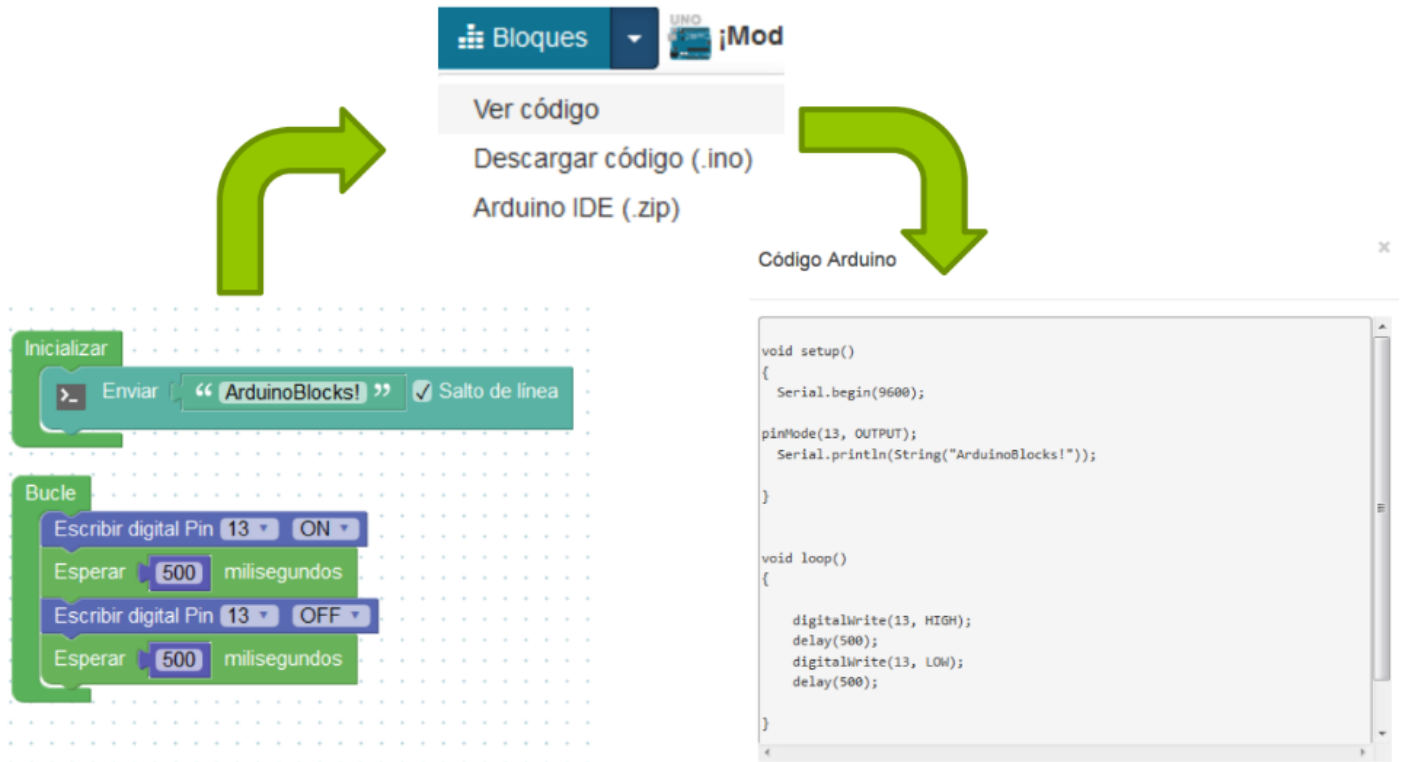 Bloques UNO ¡Mod
Ver código
Descargar código (.ino)
Arduino IDE (.zip)
Inicializar
>_ Enviar “ ArduinoBlocks! ” Salto de línea
Bucle
Escribir digital Pin 13 ON
Esperar 500 milisegundos
Escribir digital Pin 13 OFF
Esperar 500 milisegundos
Código Arduino
void setup()
{
Serial.begin(9600);
pinMode(13, OUTPUT);
Serial.println(String("ArduinoBlocks!"));
}
void loop()
{
digitalWrite(13, HIGH);
delay(500);
digitalWrite(13, LOW);
delay(500);
}